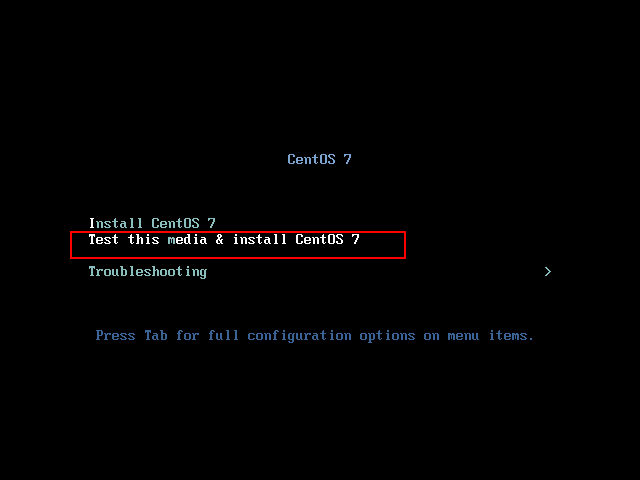 CentOS 7
Install CentOS 7
Test this media & install CentOS 7
Troubleshooting >
Press Tab for full configuration options on menu items.